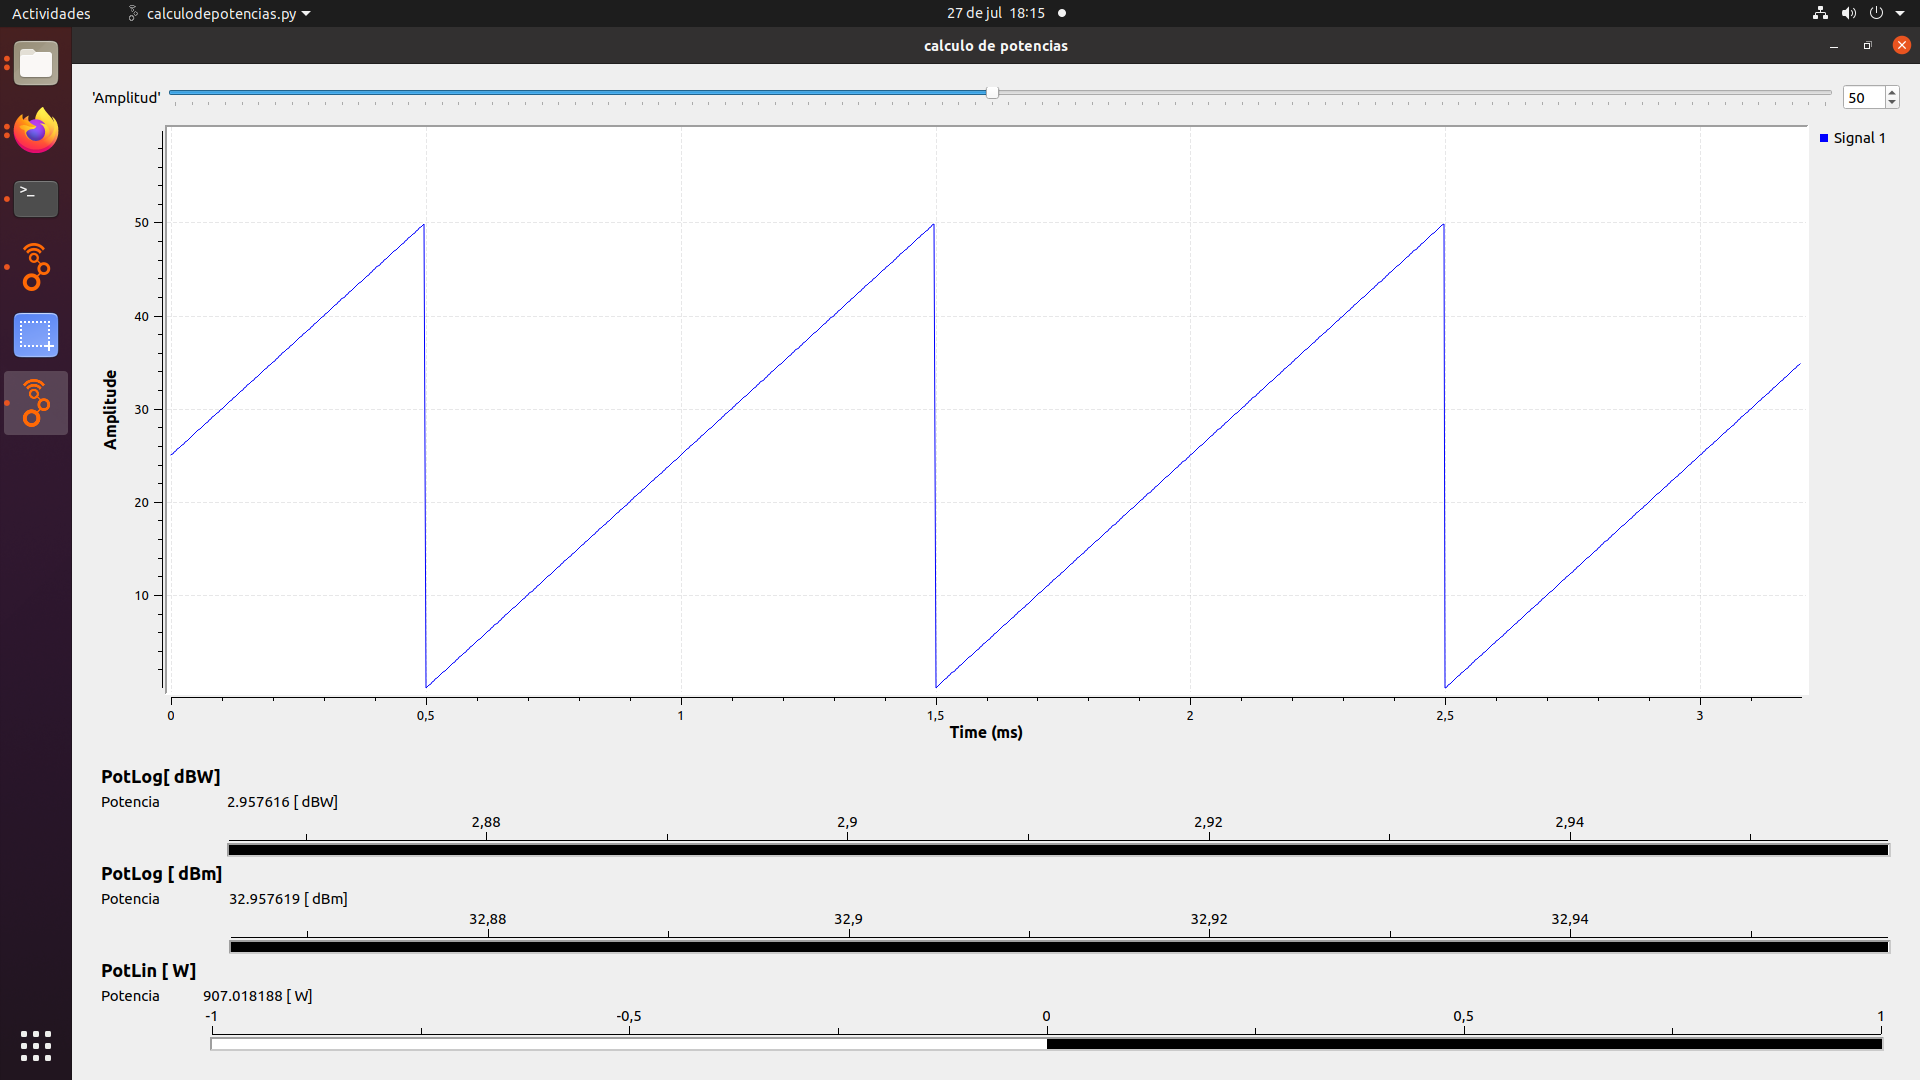 Actividades
calculodepotencias.py
27 de jul 18:15
calculo de potencias
'Amplitud'
50
Signal 1
50
40
30
20
10
Amplitude
0
0,5
1
1,5
2
2,5
3
Time (ms)
PotLog[ dBW]
Potencia 2.957616 [ dBW]
2,88 2,9 2,92 2,94
PotLog [ dBm]
Potencia 32.957619 [ dBm]
32,88 32,9 32,92 32,94
PotLin [ W]
Potencia 907.018188 [ W]
-1 -0,5 0 0,5 1